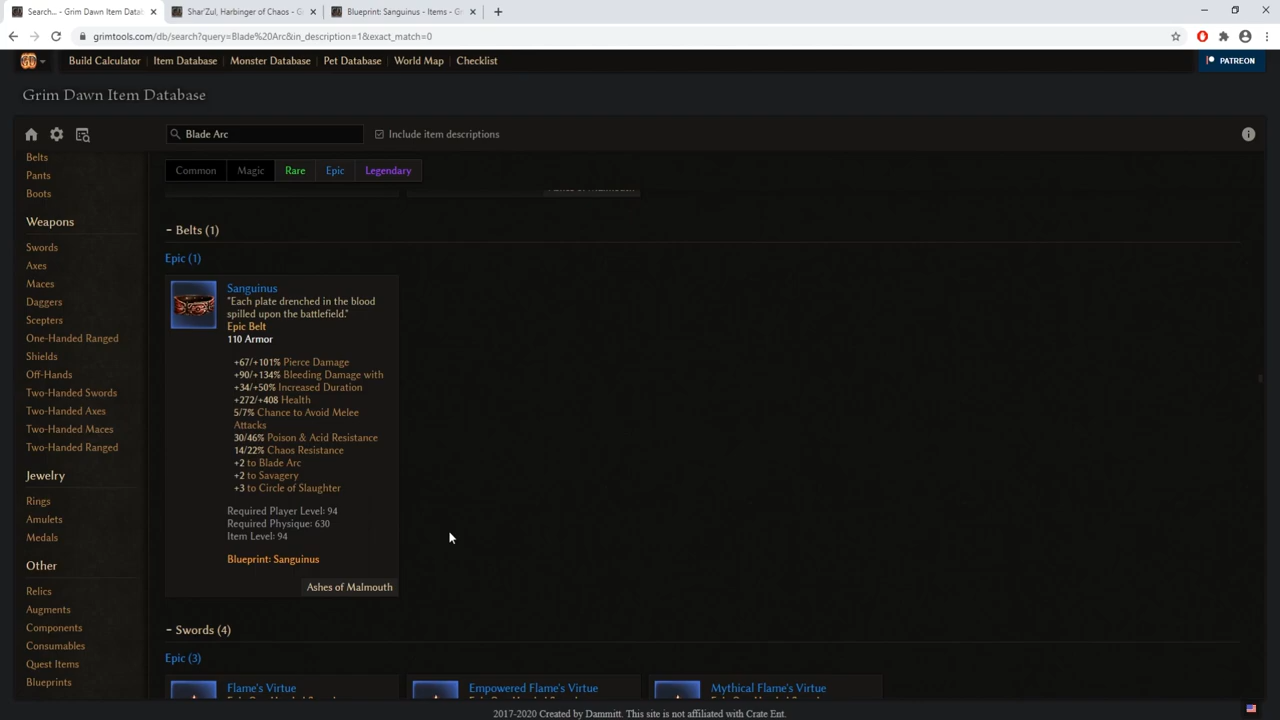 Search... - Grim Dawn Item Datab
Shar'Zul, Harbinger of Chaos - G
Blueprint: Sanguinus - Items - G
grimtools.com/db/search?query=Blade%20Arc&in_description=1&exact_match=0
Build Calculator Item Database Monster Database Pet Database World Map Checklist
PATREON
Grim Dawn Item Database
Blade Arc
Include item descriptions
Common Magic Rare Epic Legendary
Belts
Pants
Boots
Weapons
Swords
Axes
Maces
Daggers
Scepters
One-Handed Ranged
Shields
Off-Hands
Two-Handed Swords
Two-Handed Axes
Two-Handed Maces
Two-Handed Ranged
Jewelry
Rings
Amulets
Medals
Other
Relics
Augments
Components
Consumables
Quest Items
Blueprints
- Belts (1)
Epic (1)
Sanguinus
"Each plate drenched in the blood
spilled upon the battlefield."
Epic Belt
110 Armor
+67/+101% Pierce Damage
+90/+134% Bleeding Damage with
+34/+50% Increased Duration
+272/+408 Health
5/7% Chance to Avoid Melee
Attacks
30/46% Poison & Acid Resistance
14/22% Chaos Resistance
+2 to Blade Arc
+2 to Savagery
+3 to Circle of Slaughter
Required Player Level: 94
Required Physique: 630
Item Level: 94
Blueprint: Sanguinus
Ashes of Malmouth
- Swords (4)
Epic (3)
Flame's Virtue
Empowered Flame's Virtue
Mythical Flame's Virtue
2017-2020 Created by Dammitt. This site is not affiliated with Crate Ent.